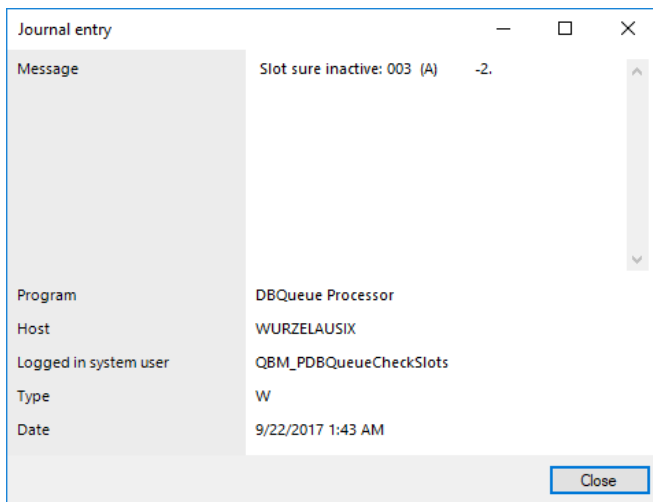 Journal entry
Message Slot sure inactive: 003 (A) -2.
Program DBQueue Processor
Host WURZELAUSIX
Logged in system user QBM_PDBQueueCheckSlots
Type W
Date 9/22/2017 1:43 AM
Close